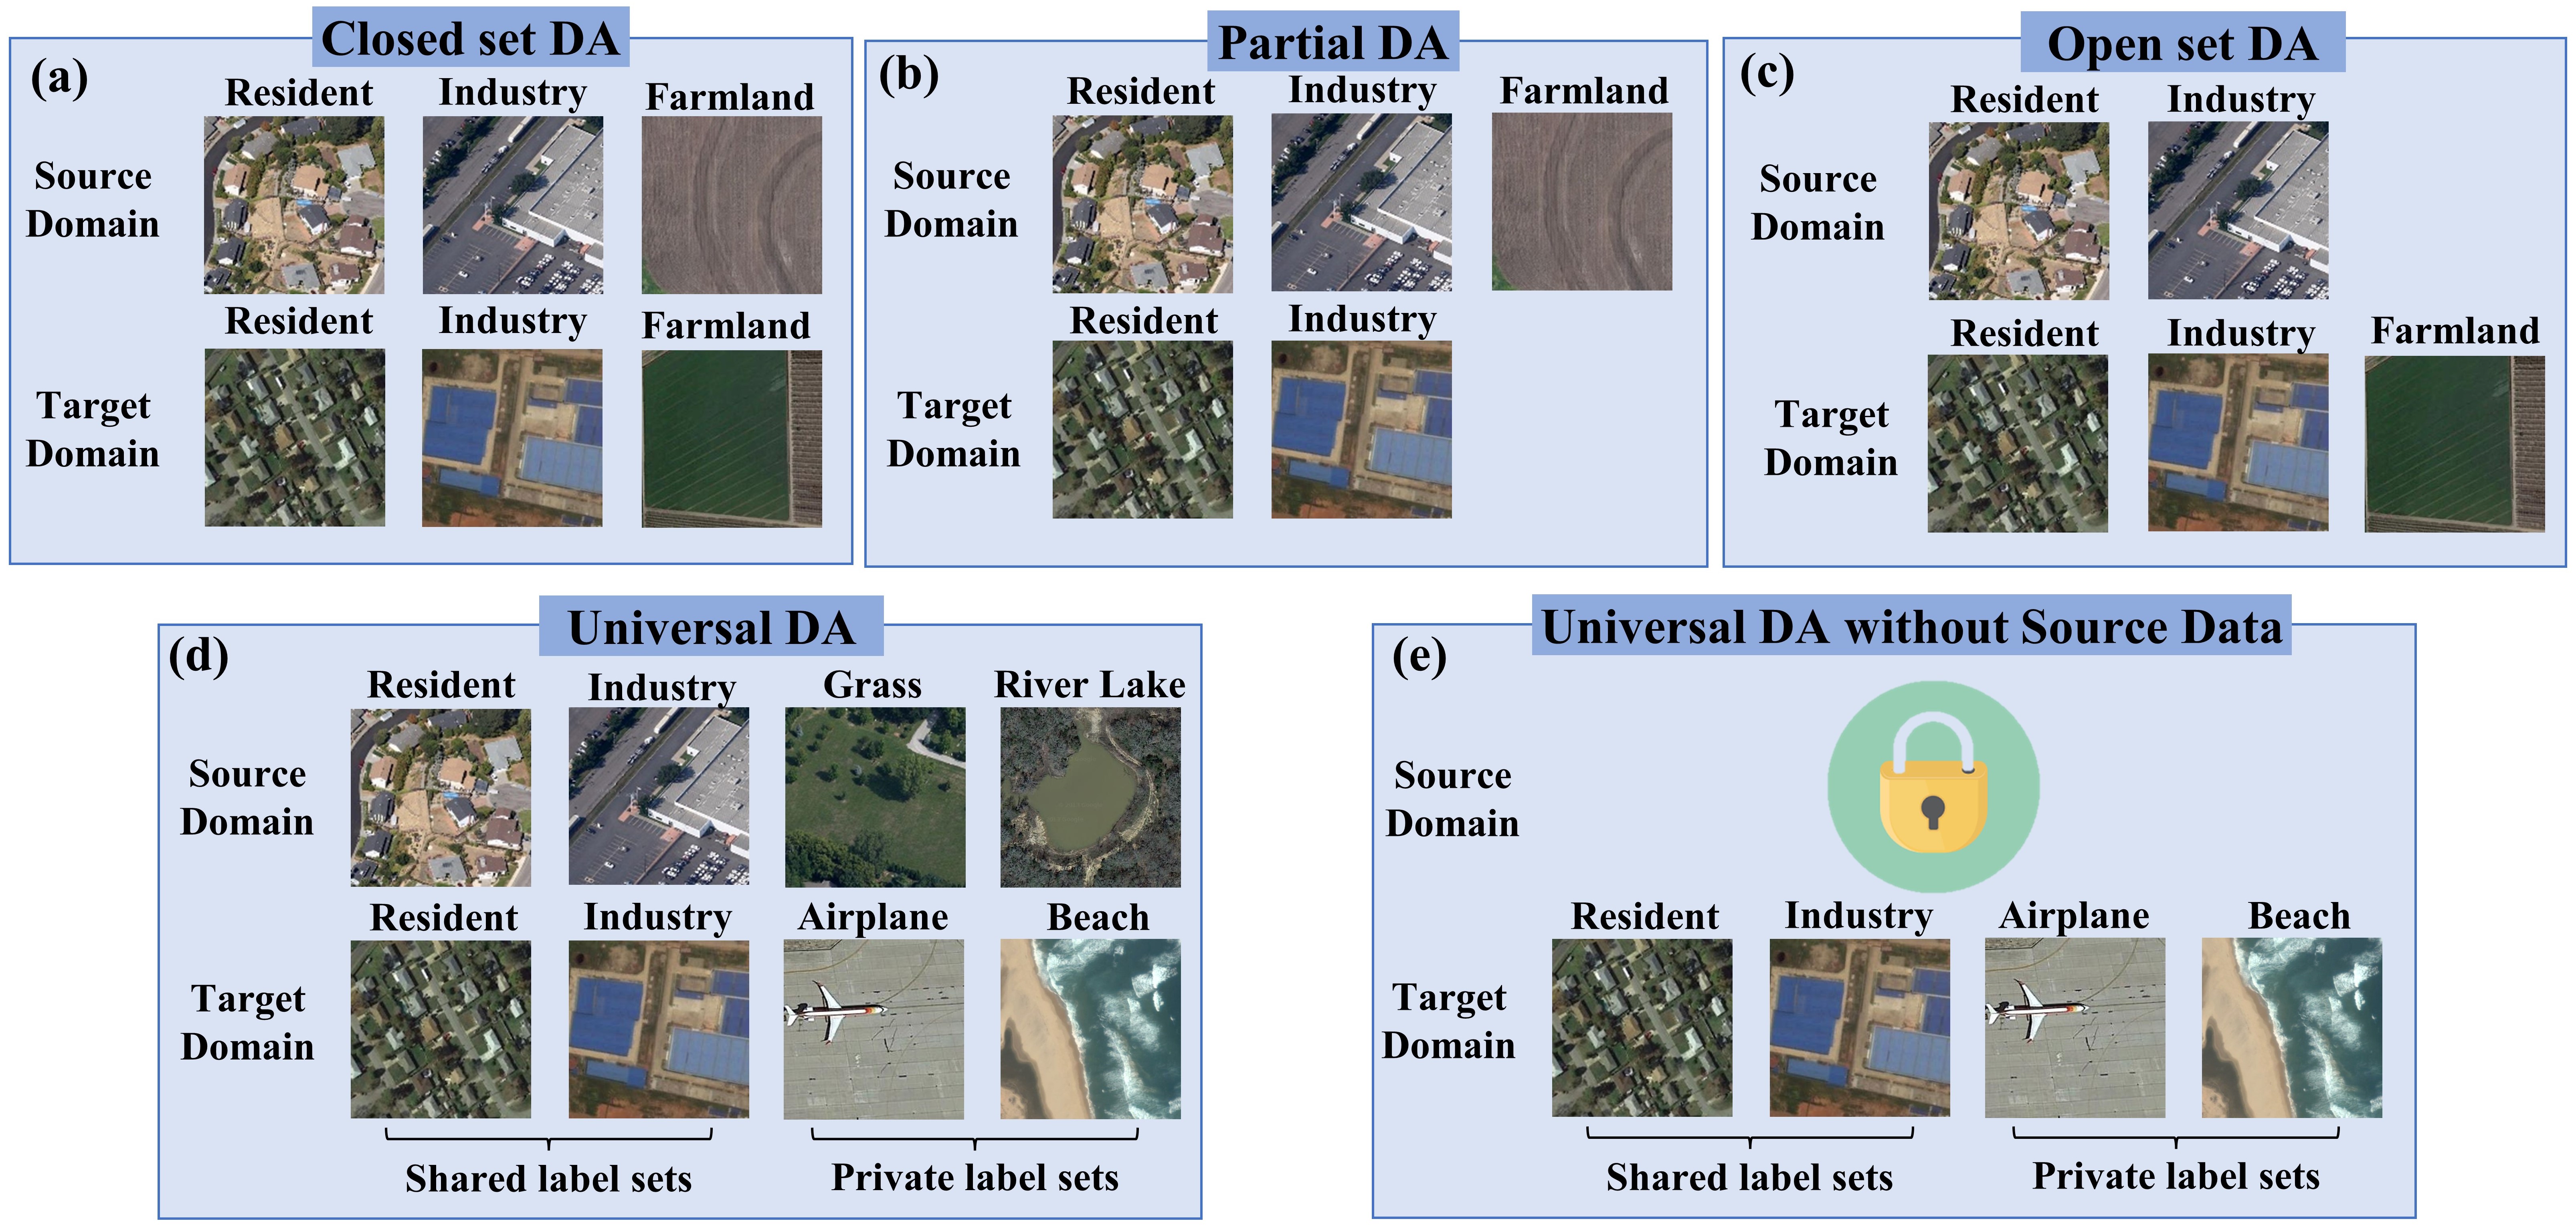 Closed set DA
(a)
Resident Industry Farmland
Source
Domain
Resident Industry Farmland
Target
Domain
Partial DA
(b)
Resident Industry Farmland
Source
Domain
Resident Industry
Target
Domain
Open set DA
(c)
Resident Industry
Source
Domain
Resident Industry Farmland
Target
Domain
Universal DA
(d)
Resident Industry Grass River Lake
Source
Domain
Resident Industry Airplane Beach
Target
Domain
Shared label sets Private label sets
Universal DA without Source Data
(e)
Source
Domain
Resident Industry Airplane Beach
Target
Domain
Shared label sets Private label sets